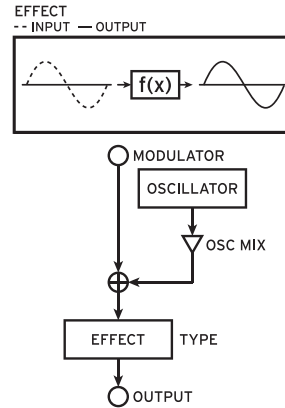 EFFECT
-- INPUT — OUTPUT
f(x)
MODULATOR
OSCILLATOR
OSC MIX
EFFECT TYPE
OUTPUT